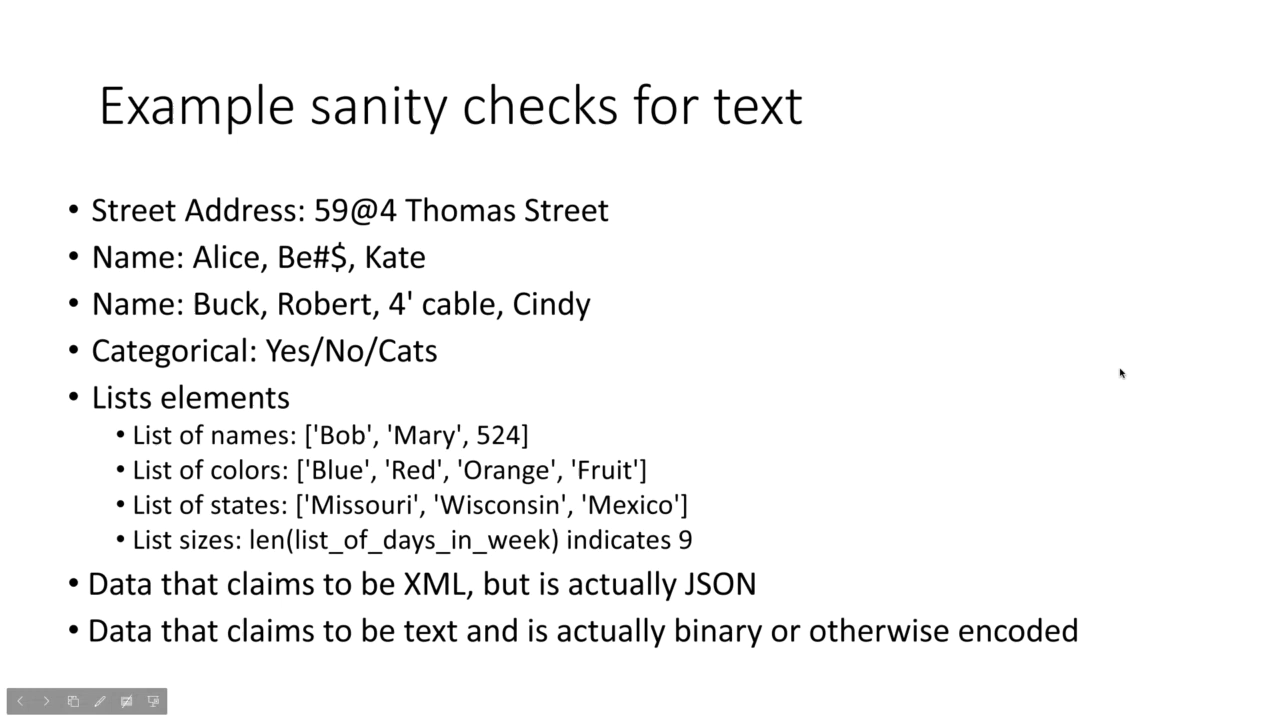 Example sanity checks for text
• Street Address: 59@4 Thomas Street
• Name: Alice, Be#$, Kate
• Name: Buck, Robert, 4' cable, Cindy
• Categorical: Yes/No/Cats
• Lists elements
• List of names: ['Bob', 'Mary', 524]
• List of colors: ['Blue', 'Red', 'Orange', 'Fruit']
• List of states: ['Missouri', 'Wisconsin', 'Mexico']
• List sizes: len(list_of_days_in_week) indicates 9
• Data that claims to be XML, but is actually JSON
• Data that claims to be text and is actually binary or otherwise encoded